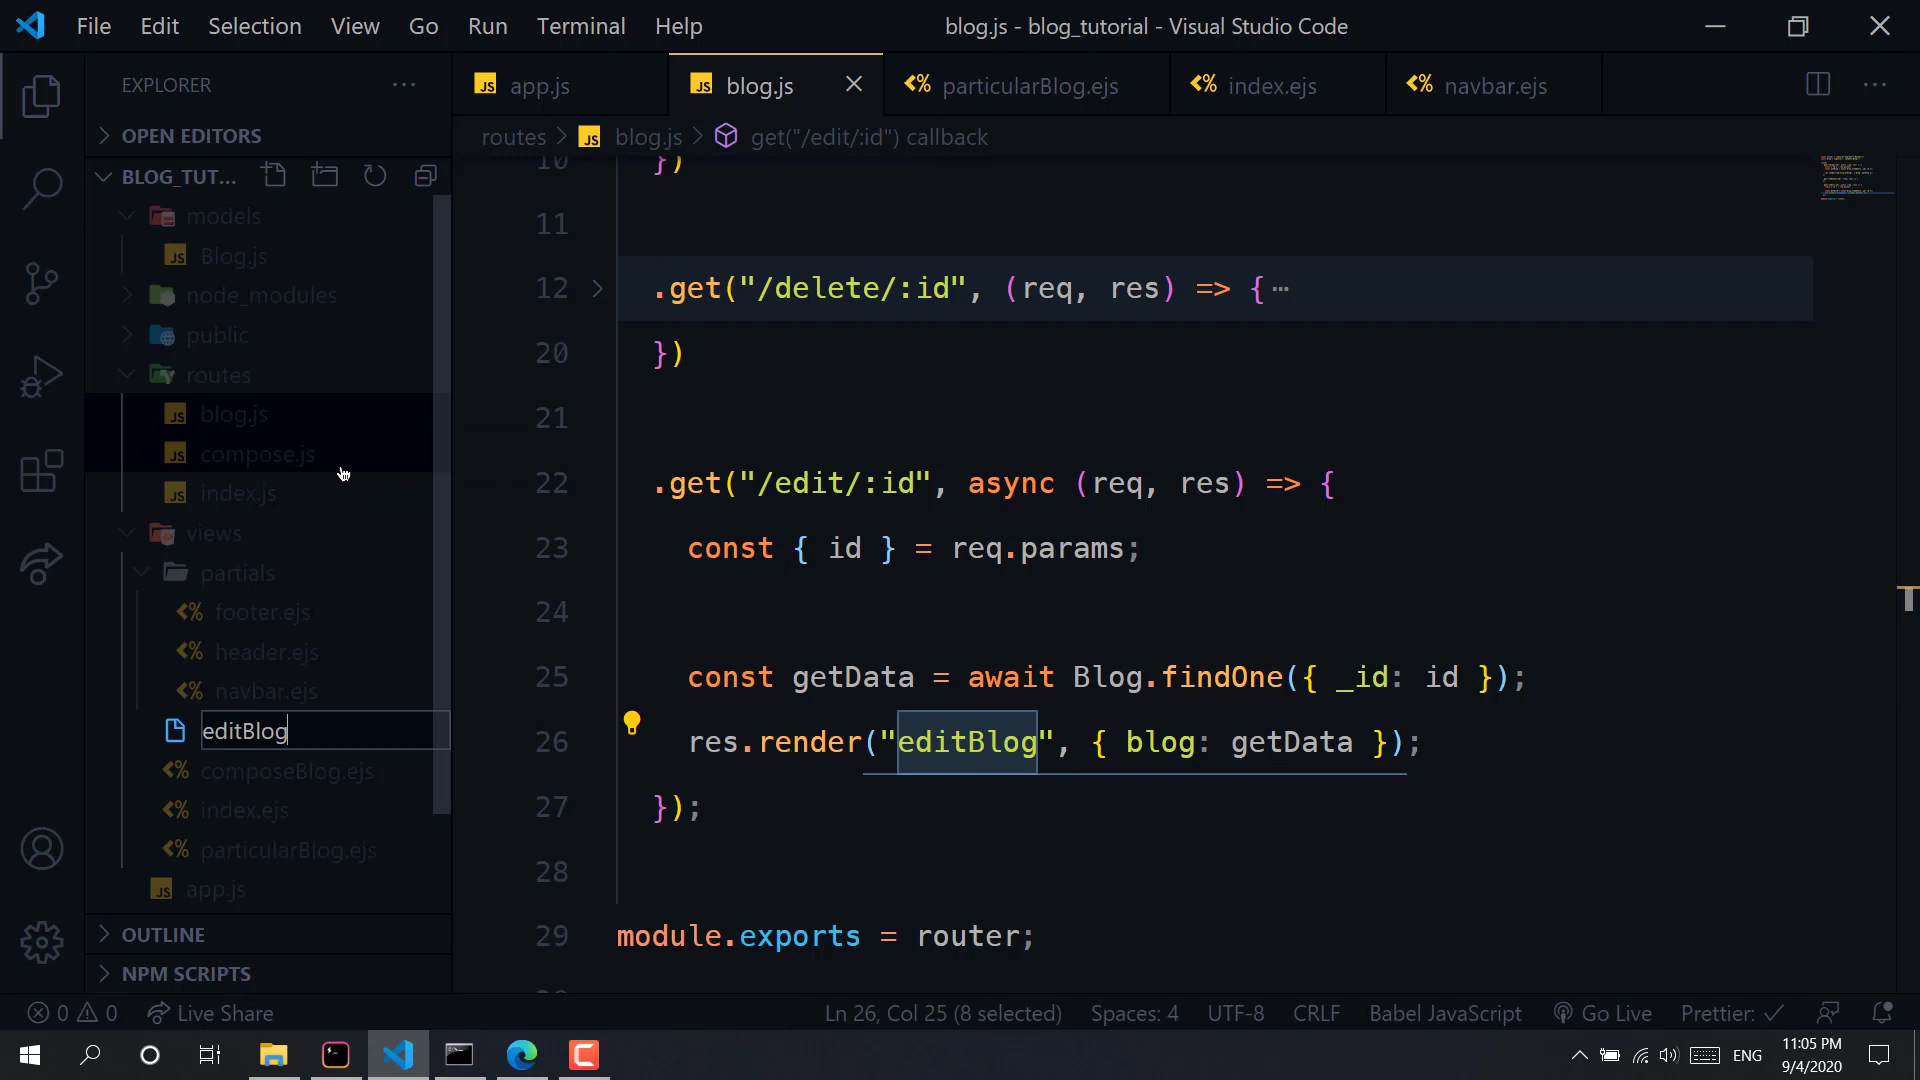 File Edit Selection View Go Run Terminal Help
blog.js - blog_tutorial - Visual Studio Code
EXPLORER
OPEN EDITORS
BLOG_TUT...
models
JS Blog.js
node_modules
public
routes
JS blog.js
JS compose.js
JS index.js
views
partials
<% footer.ejs
<% header.ejs
<% navbar.ejs
editBlog
<% composeBlog.ejs
<% index.ejs
<% particularBlog.ejs
JS app.js
OUTLINE
NPM SCRIPTS
JS app.js
JS blog.js
<% particularBlog.ejs
<% index.ejs
<% navbar.ejs
routes > JS blog.js > get("/edit/:id") callback
10 })
11
12 > .get("/delete/:id", (req, res) => {⋯
20 })
21
22 .get("/edit/:id", async (req, res) => {
23 const { id } = req.params;
24
25 const getData = await Blog.findOne({ _id: id });
26 res.render("editBlog", { blog: getData });
27 });
28
29 module.exports = router;
0 0 Live Share
Ln 26, Col 25 (8 selected) Spaces: 4 UTF-8 CRLF Babel JavaScript Go Live Prettier: ✓
ENG
11:05 PM
9/4/2020